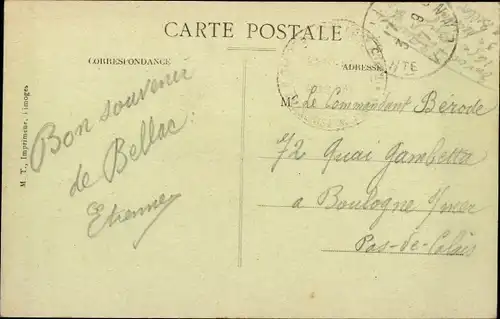 CARTE POSTALE
CORRESPONDANCE
ADRESSE
Bon souvenir
de Bellac
Etienne
Mr Le Commandant Bérode
72 Quai Gambetta
a Boulogne s/mer
Pas-de-Calais
M. T., Imprimeur, Limoges